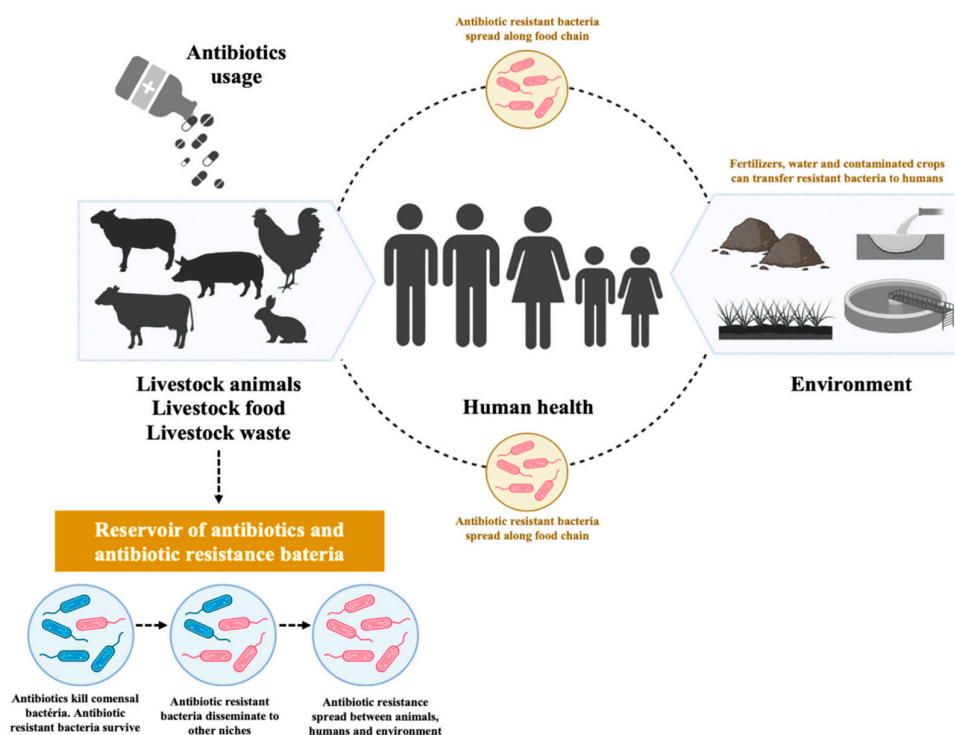 Antibiotic resistant bacteria
spread along food chain
Antibiotics
usage
Fertilizers, water and contaminated crops
can transfer resistant bacteria to humans
Livestock animals
Livestock food
Livestock waste
Human health
Environment
Antibiotic resistant bacteria
spread along food chain
Reservoir of antibiotics and
antibiotic resistance bateria
Antibiotics kill comensal
bactéria. Antibiotic
resistant bacteria survive
Antibiotic resistant
bacteria disseminate to
other niches
Antibiotic resistance
spread between animals,
humans and environment